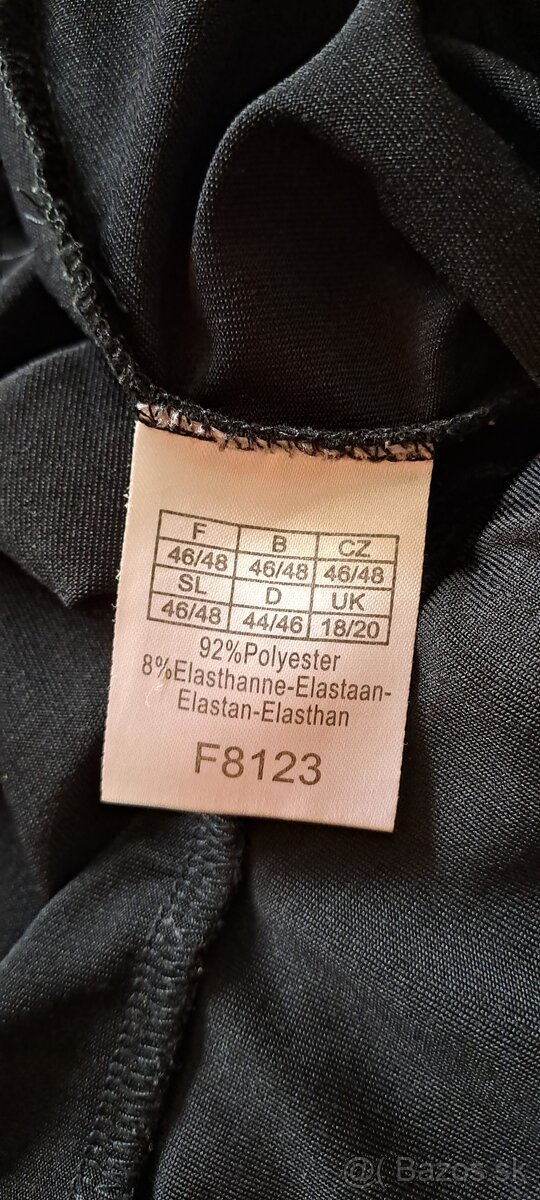 F B CZ
46/48 46/48 46/48
SL D UK
46/48 44/46 18/20
92%Polyester
8%Elasthanne-Elastaan-
Elastan-Elasthan
F8123
@( Bazos.sk